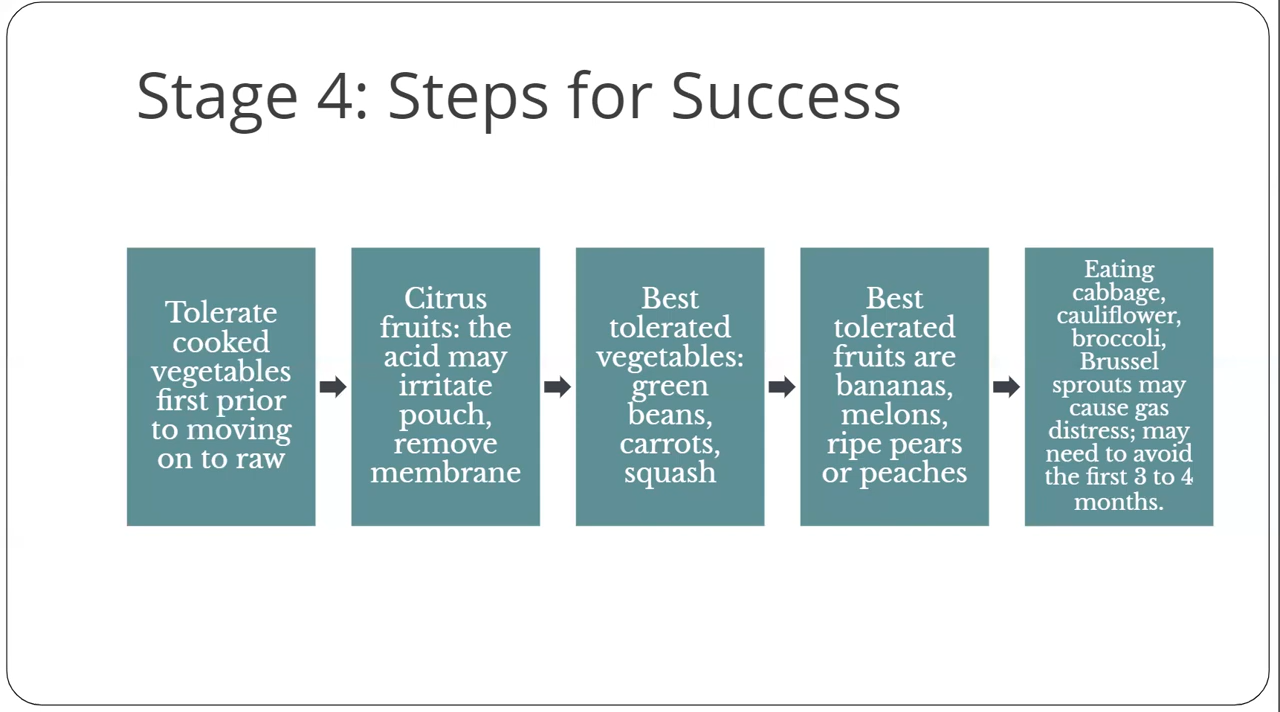 Stage 4: Steps for Success
Tolerate
cooked
vegetables
first prior
to moving
on to raw
Citrus
fruits: the
acid may
irritate
pouch,
remove
membrane
Best
tolerated
vegetables:
green
beans,
carrots,
squash
Best
tolerated
fruits are
bananas,
melons,
ripe pears
or peaches
Eating
cabbage,
cauliflower,
broccoli,
Brussel
sprouts may
cause gas
distress; may
need to avoid
the first 3 to 4
months.